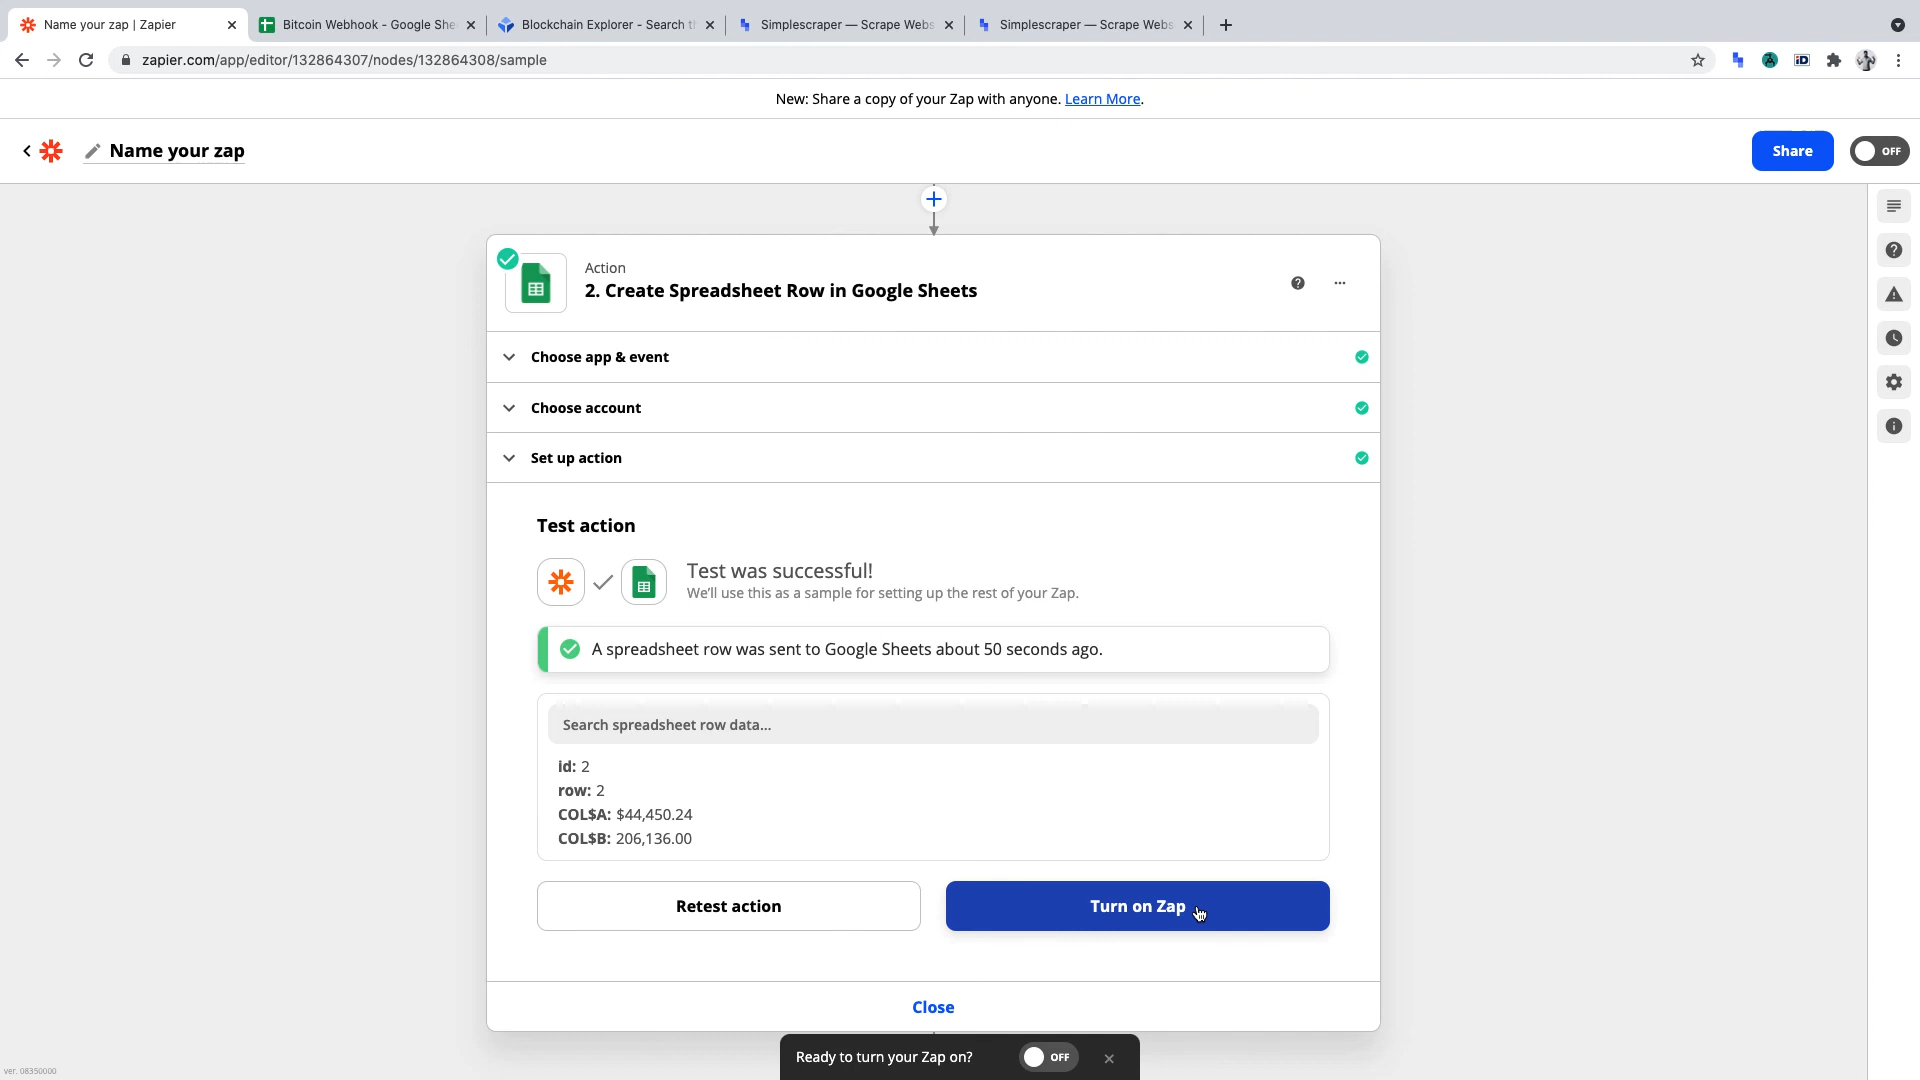 Name your zap | Zapier
Bitcoin Webhook - Google She
Blockchain Explorer - Search th
Simplescraper — Scrape Webs
Simplescraper — Scrape Webs
zapier.com/app/editor/132864307/nodes/132864308/sample
iD
New: Share a copy of your Zap with anyone. Learn More.
Name your zap
Share
OFF
Action
2. Create Spreadsheet Row in Google Sheets
Choose app & event
Choose account
Set up action
Test action
Test was successful!
We'll use this as a sample for setting up the rest of your Zap.
A spreadsheet row was sent to Google Sheets about 50 seconds ago.
Search spreadsheet row data...
id: 2
row: 2
COL$A: $44,450.24
COL$B: 206,136.00
Retest action
Turn on Zap
Close
Ready to turn your Zap on?
OFF
ver. 08350000